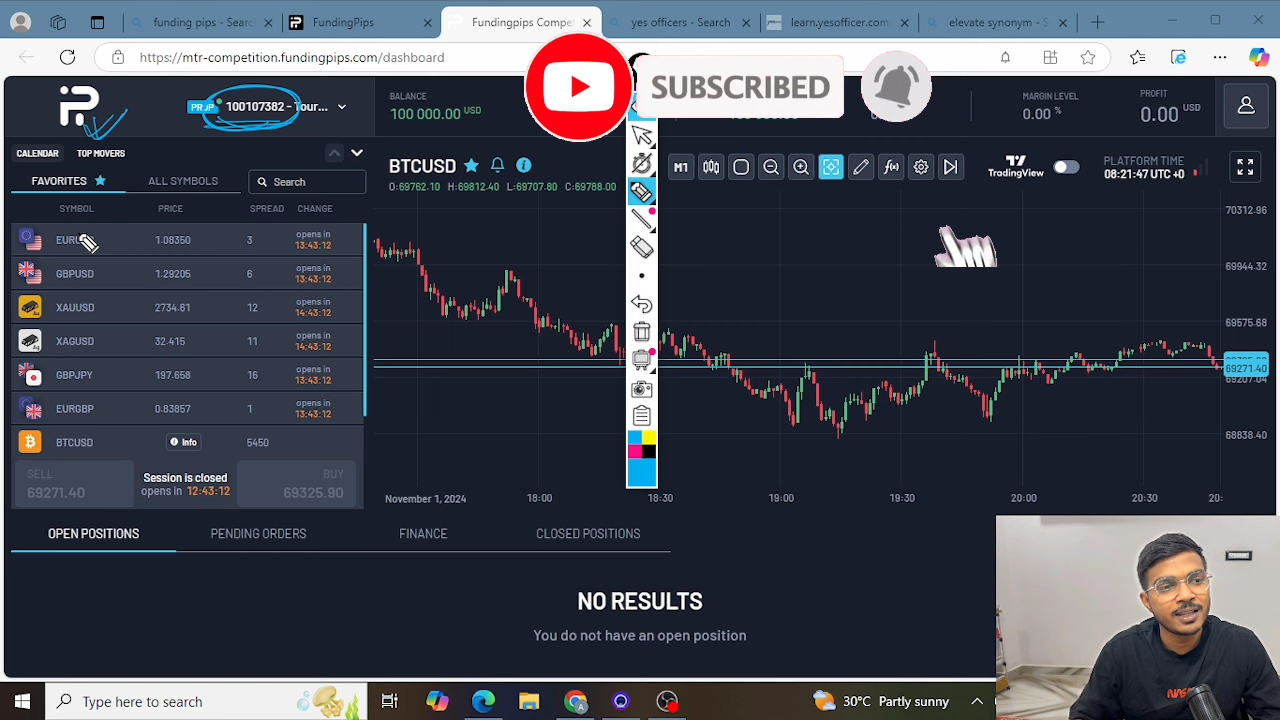 funding pips - Search
FundingPips
Fundingpips Compe
yes officers - Search
learn.yesofficer.com
elevate synonym - S
https://mtr-competition.fundingpips.com/dashboard
SUBSCRIBED
100107382 - Tour...
BALANCE
100 000.00 USD
MARGIN LEVEL
0.00 %
PROFIT
0.00 USD
CALENDAR
TOP MOVERS
FAVORITES
ALL SYMBOLS
Search
SYMBOL PRICE SPREAD CHANGE
EUR 1.08350 3 opens in 13:43:12
GBPUSD 1.29205 6 opens in 13:43:12
XAUUSD 2734.61 12 opens in 14:43:12
XAGUSD 32.415 11 opens in 14:43:12
GBPJPY 197.658 16 opens in 13:43:12
EURGBP 0.83857 1 opens in 13:43:12
BTCUSD Info 5450
SELL
69271.40
Session is closed
opens in 12:43:12
BUY
69325.90
BTCUSD
O:69762.10 H:69812.40 L:69707.80 C:69788.00
M1
f(x)
TradingView
PLATFORM TIME
08:21:47 UTC +0
70312.96
69944.32
69575.68
69271.40
69207.04
68838.40
November 1, 2024 18:00 18:30 19:00 19:30 20:00 20:30 20:
OPEN POSITIONS
PENDING ORDERS
FINANCE
CLOSED POSITIONS
NO RESULTS
You do not have an open position
Type here to search
30°C Partly sunny